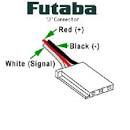 Futaba
"J" Connector
Red (+)
Black (-)
White (Signal)